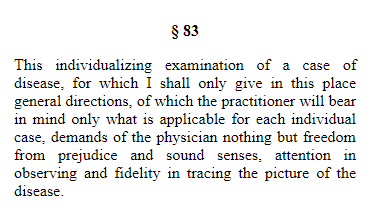 § 83
This individualizing examination of a case of
disease, for which I shall only give in this place
general directions, of which the practitioner will bear
in mind only what is applicable for each individual
case, demands of the physician nothing but freedom
from prejudice and sound senses, attention in
observing and fidelity in tracing the picture of the
disease.